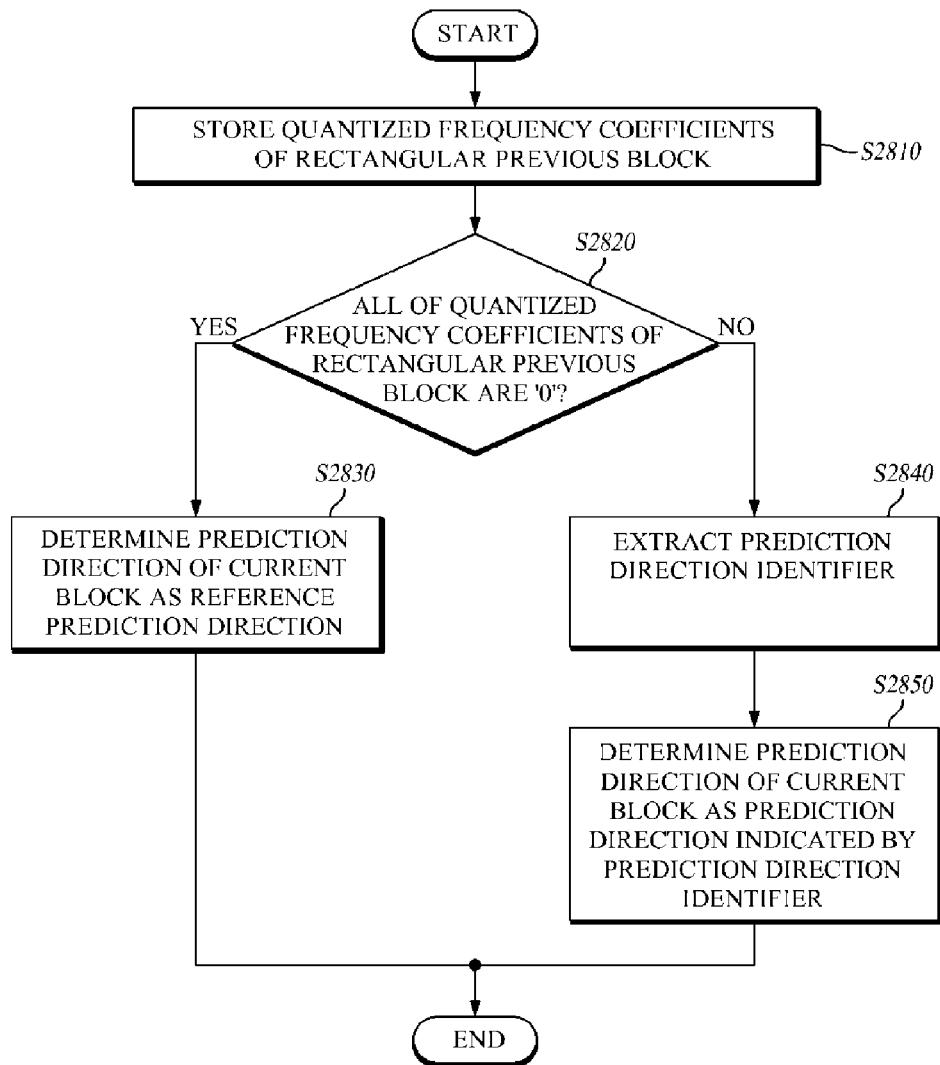 START
STORE QUANTIZED FREQUENCY COEFFICIENTS
OF RECTANGULAR PREVIOUS BLOCK
S2810
S2820
ALL OF QUANTIZED
FREQUENCY COEFFICIENTS OF
RECTANGULAR PREVIOUS
BLOCK ARE '0'?
YES
NO
S2830
DETERMINE PREDICTION
DIRECTION OF CURRENT
BLOCK AS REFERENCE
PREDICTION DIRECTION
S2840
EXTRACT PREDICTION
DIRECTION IDENTIFIER
S2850
DETERMINE PREDICTION
DIRECTION OF CURRENT
BLOCK AS PREDICTION
DIRECTION INDICATED BY
PREDICTION DIRECTION
IDENTIFIER
END